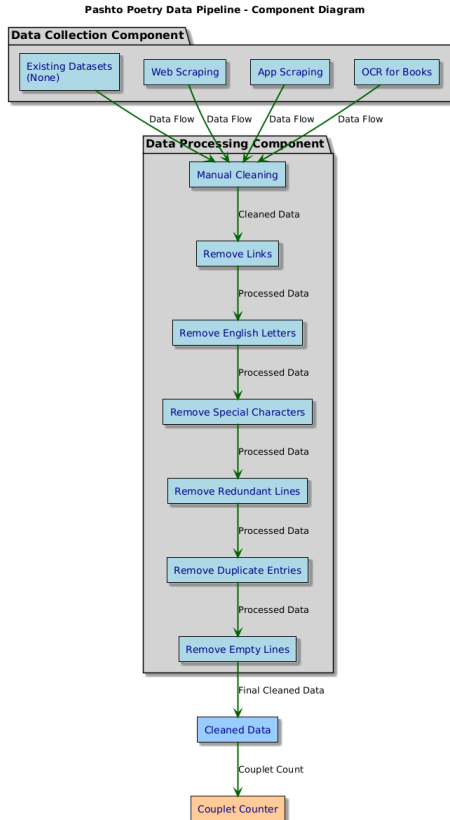 Pashto Poetry Data Pipeline - Component Diagram
Data Collection Component
Existing Datasets
(None)
Web Scraping
App Scraping
OCR for Books
Data Flow
Data Flow
Data Flow
Data Flow
Data Processing Component
Manual Cleaning
Cleaned Data
Remove Links
Processed Data
Remove English Letters
Processed Data
Remove Special Characters
Processed Data
Remove Redundant Lines
Processed Data
Remove Duplicate Entries
Processed Data
Remove Empty Lines
Final Cleaned Data
Cleaned Data
Couplet Count
Couplet Counter